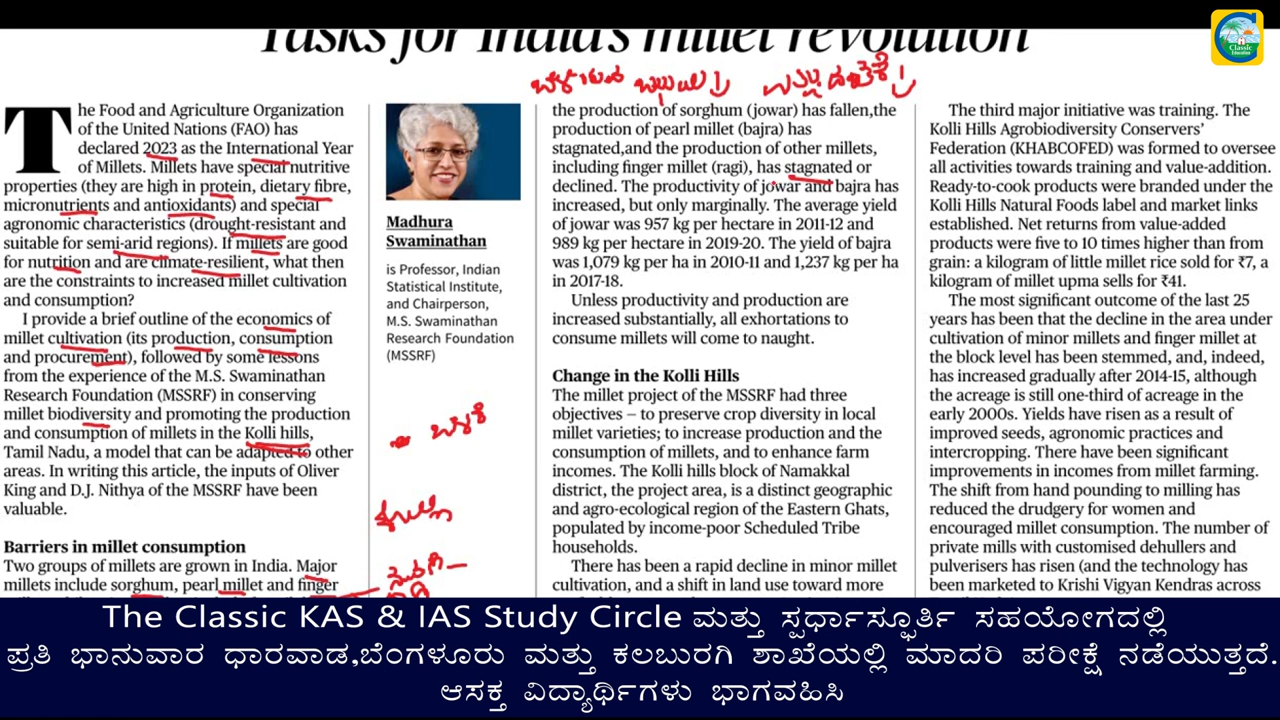 Tasks for India's millet revolution
Classic
Education
The Food and Agriculture Organization
of the United Nations (FAO) has
declared 2023 as the International Year
of Millets. Millets have special nutritive
properties (they are high in protein, dietary fibre,
micronutrients and antioxidants) and special
agronomic characteristics (drought-resistant and
suitable for semi-arid regions). If millets are good
for nutrition and are climate-resilient, what then
are the constraints to increased millet cultivation
and consumption?
I provide a brief outline of the economics of
millet cultivation (its production, consumption
and procurement), followed by some lessons
from the experience of the M.S. Swaminathan
Research Foundation (MSSRF) in conserving
millet biodiversity and promoting the production
and consumption of millets in the Kolli hills,
Tamil Nadu, a model that can be adapted to other
areas. In writing this article, the inputs of Oliver
King and D.J. Nithya of the MSSRF have been
valuable.
Barriers in millet consumption
Two groups of millets are grown in India. Major
millets include sorghum, pearl millet and finger
Madhura
Swaminathan
is Professor, Indian
Statistical Institute,
and Chairperson,
M.S. Swaminathan
Research Foundation
(MSSRF)
the production of sorghum (jowar) has fallen,the
production of pearl millet (bajra) has
stagnated,and the production of other millets,
including finger millet (ragi), has stagnated or
declined. The productivity of jowar and bajra has
increased, but only marginally. The average yield
of jowar was 957 kg per hectare in 2011-12 and
989 kg per hectare in 2019-20. The yield of bajra
was 1,079 kg per ha in 2010-11 and 1,237 kg per ha
in 2017-18.
Unless productivity and production are
increased substantially, all exhortations to
consume millets will come to naught.
Change in the Kolli Hills
The millet project of the MSSRF had three
objectives — to preserve crop diversity in local
millet varieties; to increase production and the
consumption of millets, and to enhance farm
incomes. The Kolli hills block of Namakkal
district, the project area, is a distinct geographic
and agro-ecological region of the Eastern Ghats,
populated by income-poor Scheduled Tribe
households.
There has been a rapid decline in minor millet
cultivation, and a shift in land use toward more
The third major initiative was training. The
Kolli Hills Agrobiodiversity Conservers'
Federation (KHABCOFED) was formed to oversee
all activities towards training and value-addition.
Ready-to-cook products were branded under the
Kolli Hills Natural Foods label and market links
established. Net returns from value-added
products were five to 10 times higher than from
grain: a kilogram of little millet rice sold for ₹7, a
kilogram of millet upma sells for ₹41.
The most significant outcome of the last 25
years has been that the decline in the area under
cultivation of minor millets and finger millet at
the block level has been stemmed, and, indeed,
has increased gradually after 2014-15, although
the acreage is still one-third of acreage in the
early 2000s. Yields have risen as a result of
improved seeds, agronomic practices and
intercropping. There have been significant
improvements in incomes from millet farming.
The shift from hand pounding to milling has
reduced the drudgery for women and
encouraged millet consumption. The number of
private mills with customised dehullers and
pulverisers has risen (and the technology has
been marketed to Krishi Vigyan Kendras across
The Classic KAS & IAS Study Circle ಮತ್ತು ಸ್ಪರ್ಧಾಸ್ಫೂರ್ತಿ ಸಹಯೋಗದಲ್ಲಿ
ಪ್ರತಿ ಭಾನುವಾರ ಧಾರವಾಡ,ಬೆಂಗಳೂರು ಮತ್ತು ಕಲಬುರಗಿ ಶಾಖೆಯಲ್ಲಿ ಮಾದರಿ ಪರೀಕ್ಷೆ ನಡೆಯುತ್ತದೆ.
ಆಸಕ್ತ ವಿದ್ಯಾರ್ಥಿಗಳು ಭಾಗವಹಿಸಿ